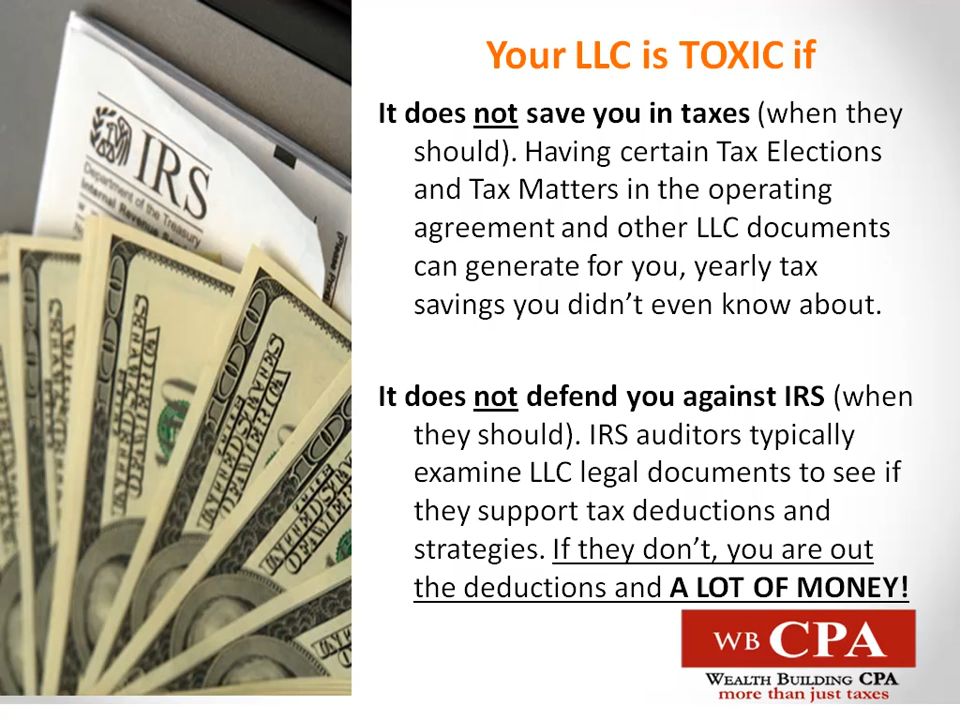 Your LLC is TOXIC if
It does not save you in taxes (when they
should). Having certain Tax Elections
and Tax Matters in the operating
agreement and other LLC documents
can generate for you, yearly tax
savings you didn't even know about.
It does not defend you against IRS (when
they should). IRS auditors typically
examine LLC legal documents to see if
they support tax deductions and
strategies. If they don't, you are out
the deductions and A LOT OF MONEY!
WB CPA
WEALTH BUILDING CPA
more than just taxes
IRS
Department of the Treasury
Internal Revenue